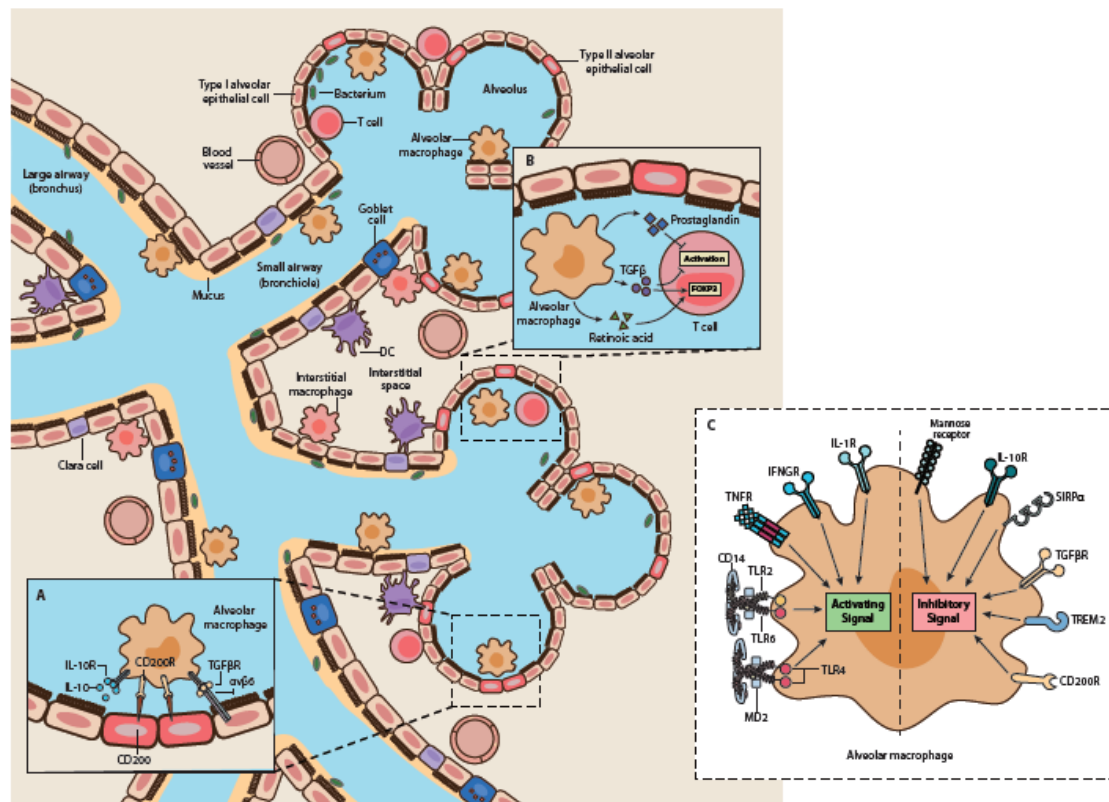 Type I alveolar
epithelial cell
Bacterium
T cell
Alveolus
Type II alveolar
epithelial cell
Alveolar
macrophage
Blood
vessel
Large airway
(bronchus)
Goblet
cell
Small airway
(bronchiole)
Mucus
DC
Interstitial
macrophage
Interstitial
space
Clara cell
B
Prostaglandin
Activation
TGFβ
FOXP3
Alveolar
macrophage
Retinoic acid
T cell
A
Alveolar
macrophage
IL-10R
CD200R
TGFβR
IL-10
αvβ6
CD200
C
Mannose
receptor
IL-1R
IL-10R
IFNGR
SIRPα
TNFR
TGFβR
CD14
TLR2
Activating
Signal
Inhibitory
Signal
TREM2
TLR6
TLR4
CD200R
MD2
Alveolar macrophage